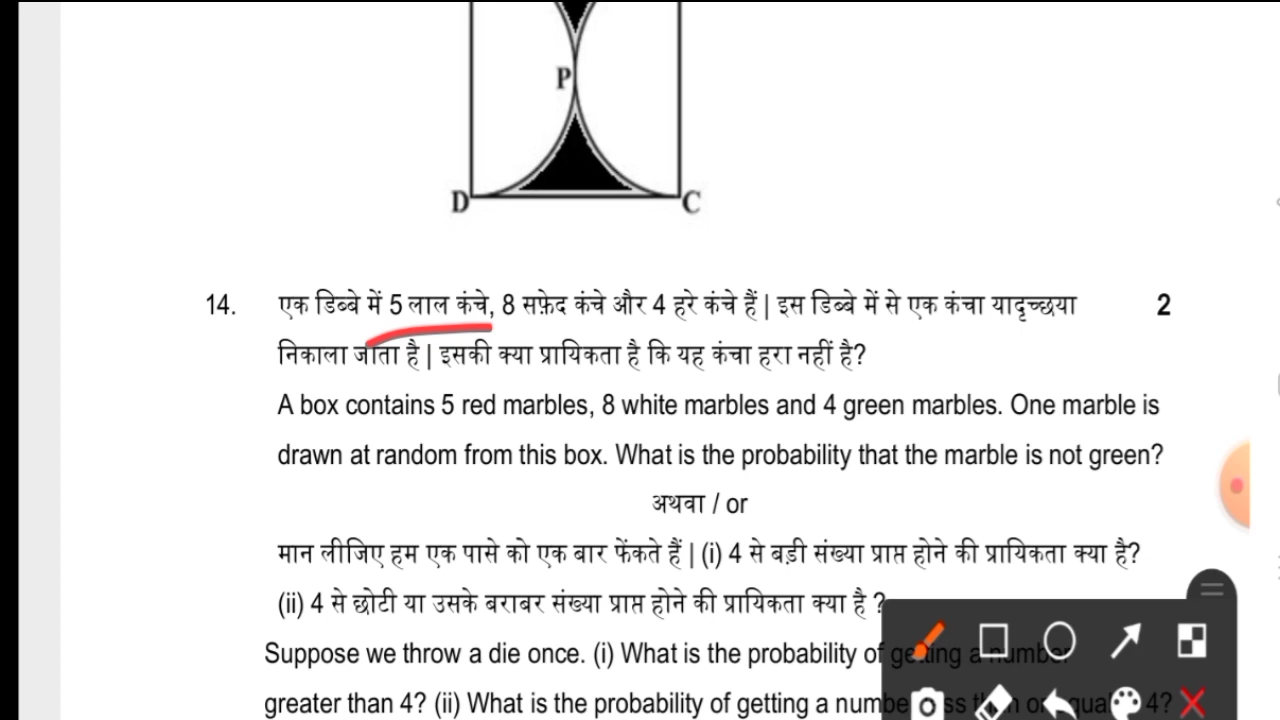 P
D
C
14. एक डिब्बे में 5 लाल कंचे, 8 सफ़ेद कंचे और 4 हरे कंचे हैं | इस डिब्बे में से एक कंचा यादृच्छया 2
निकाला जाता है | इसकी क्या प्रायिकता है कि यह कंचा हरा नहीं है?
A box contains 5 red marbles, 8 white marbles and 4 green marbles. One marble is
drawn at random from this box. What is the probability that the marble is not green?
अथवा / or
मान लीजिए हम एक पासे को एक बार फेंकते हैं | (i) 4 से बड़ी संख्या प्राप्त होने की प्रायिकता क्या है?
(ii) 4 से छोटी या उसके बराबर संख्या प्राप्त होने की प्रायिकता क्या है ?
Suppose we throw a die once. (i) What is the probability of getting a number
greater than 4? (ii) What is the probability of getting a 4?